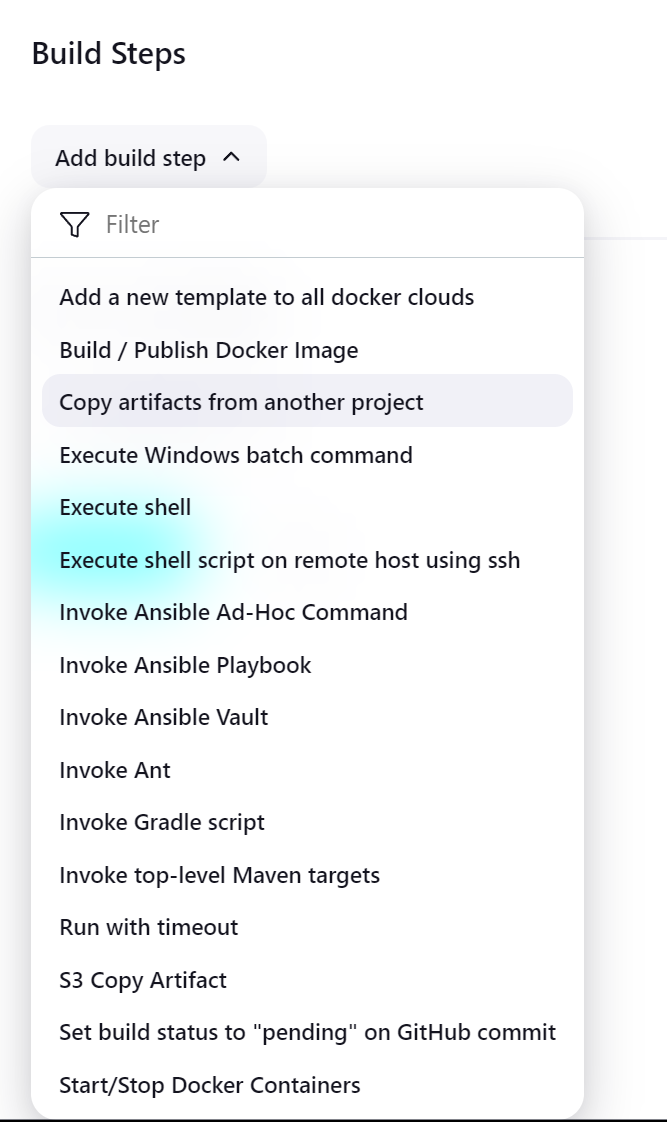 Build Steps
Add build step
Filter
Add a new template to all docker clouds
Build / Publish Docker Image
Copy artifacts from another project
Execute Windows batch command
Execute shell
Execute shell script on remote host using ssh
Invoke Ansible Ad-Hoc Command
Invoke Ansible Playbook
Invoke Ansible Vault
Invoke Ant
Invoke Gradle script
Invoke top-level Maven targets
Run with timeout
S3 Copy Artifact
Set build status to "pending" on GitHub commit
Start/Stop Docker Containers